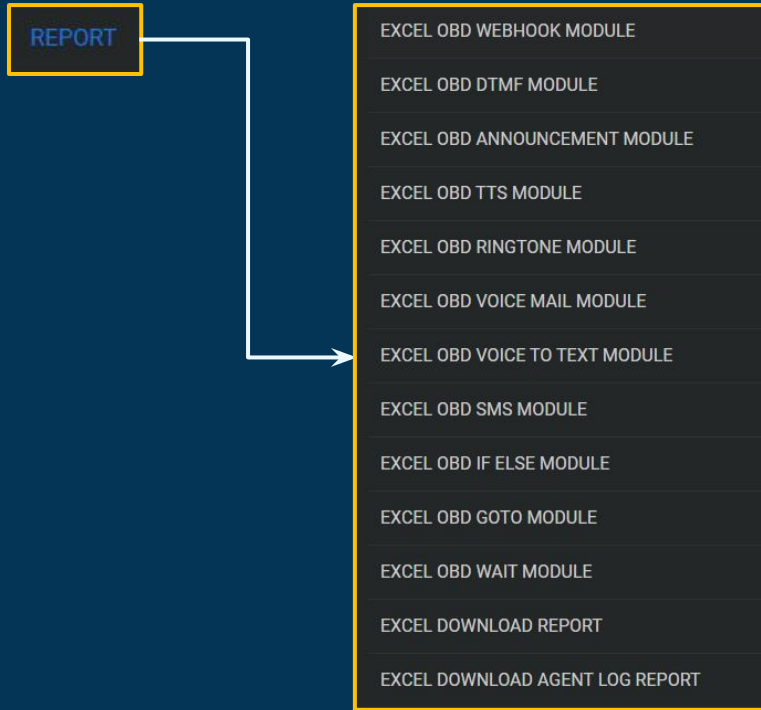 REPORT
EXCEL OBD WEBHOOK MODULE
EXCEL OBD DTMF MODULE
EXCEL OBD ANNOUNCEMENT MODULE
EXCEL OBD TTS MODULE
EXCEL OBD RINGTONE MODULE
EXCEL OBD VOICE MAIL MODULE
EXCEL OBD VOICE TO TEXT MODULE
EXCEL OBD SMS MODULE
EXCEL OBD IF ELSE MODULE
EXCEL OBD GOTO MODULE
EXCEL OBD WAIT MODULE
EXCEL DOWNLOAD REPORT
EXCEL DOWNLOAD AGENT LOG REPORT